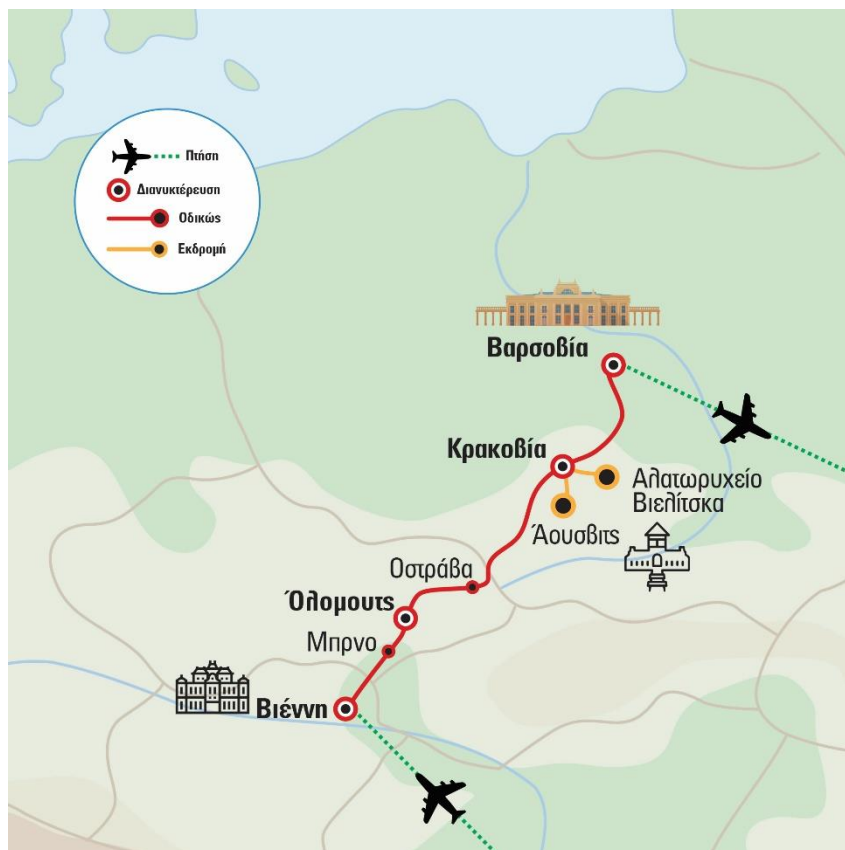 Πτήση
Διανυκτέρευση
Οδικώς
Εκδρομή
Βαρσοβία
Κρακοβία
Αλατωρυχείο
Βιελίτσκα
Άουσβιτς
Οστράβα
Όλομουτς
Μπρνο
Βιέννη